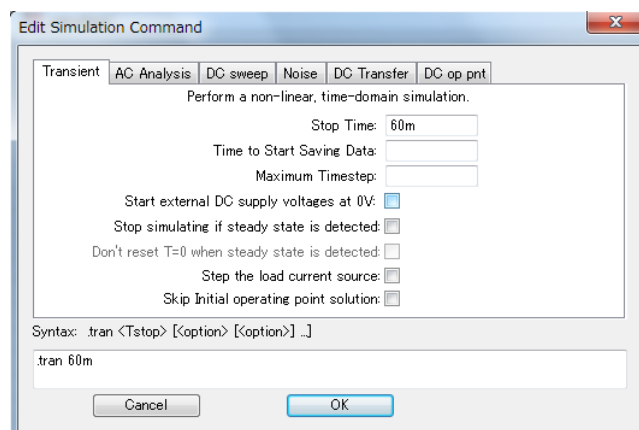 Edit Simulation Command
Transient AC Analysis DC sweep Noise DC Transfer DC op pnt
Perform a non-linear, time-domain simulation.
Stop Time: 60m
Time to Start Saving Data:
Maximum Timestep:
Start external DC supply voltages at 0V:
Stop simulating if steady state is detected:
Don't reset T=0 when steady state is detected:
Step the load current source:
Skip Initial operating point solution:
Syntax: .tran <Tstop> [<option> [<option>] ...]
.tran 60m
Cancel OK